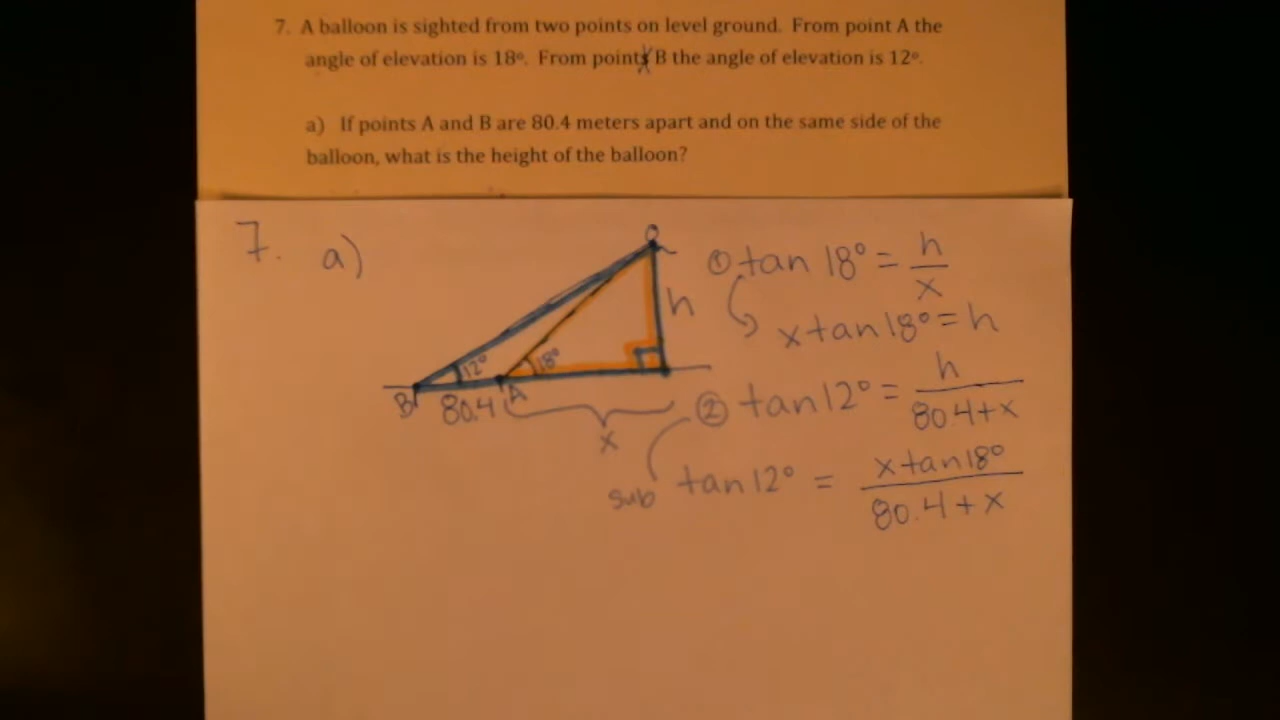 7. A balloon is sighted from two points on level ground. From point A the
angle of elevation is 18°. From points B the angle of elevation is 12°.
a) If points A and B are 80.4 meters apart and on the same side of the
balloon, what is the height of the balloon?
7. a)
① tan 18° = h/x
h
x tan 18° = h
12°
18°
B
80.4
A
x
② tan 12° = h/80.4+x
sub tan 12° = x tan 18°/80.4+x